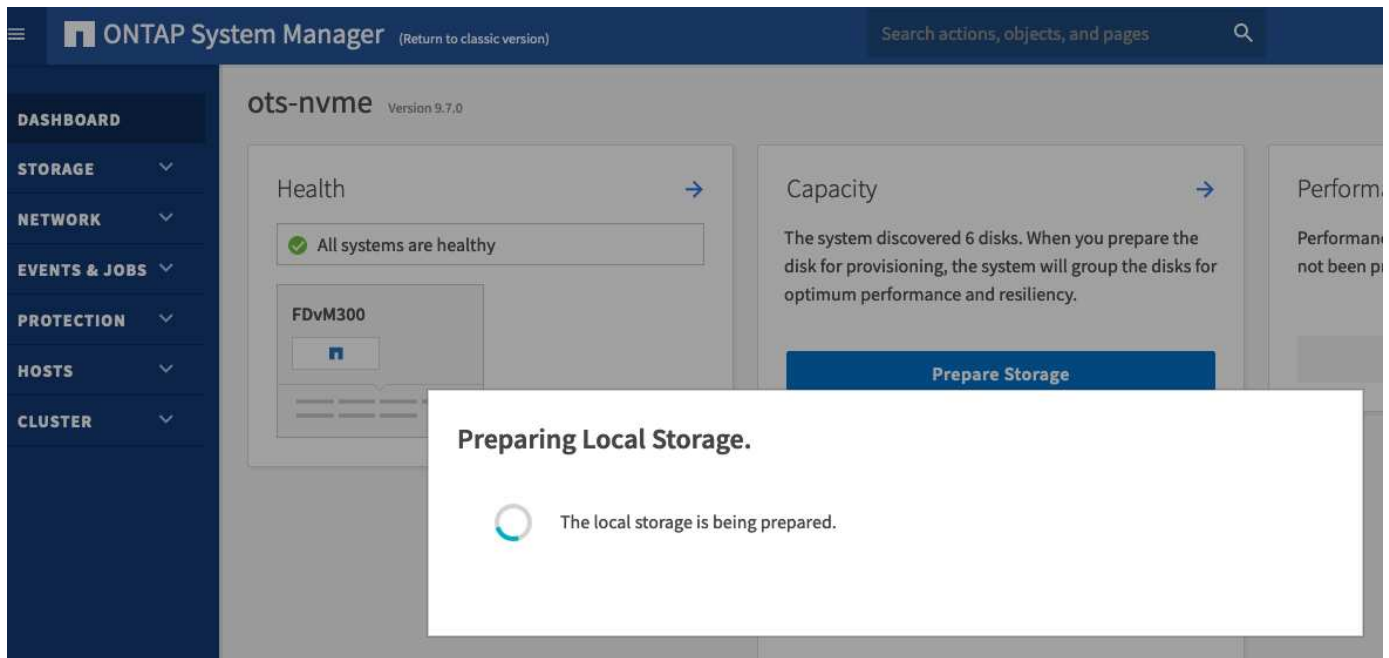 ONTAP System Manager (Return to classic version)
Search actions, objects, and pages
DASHBOARD
STORAGE
NETWORK
EVENTS & JOBS
PROTECTION
HOSTS
CLUSTER
ots-nvme Version 9.7.0
Health
All systems are healthy
FDvM300
Capacity
The system discovered 6 disks. When you prepare the
disk for provisioning, the system will group the disks for
optimum performance and resiliency.
Prepare Storage
Perform
Performan
not been p
Preparing Local Storage.
The local storage is being prepared.